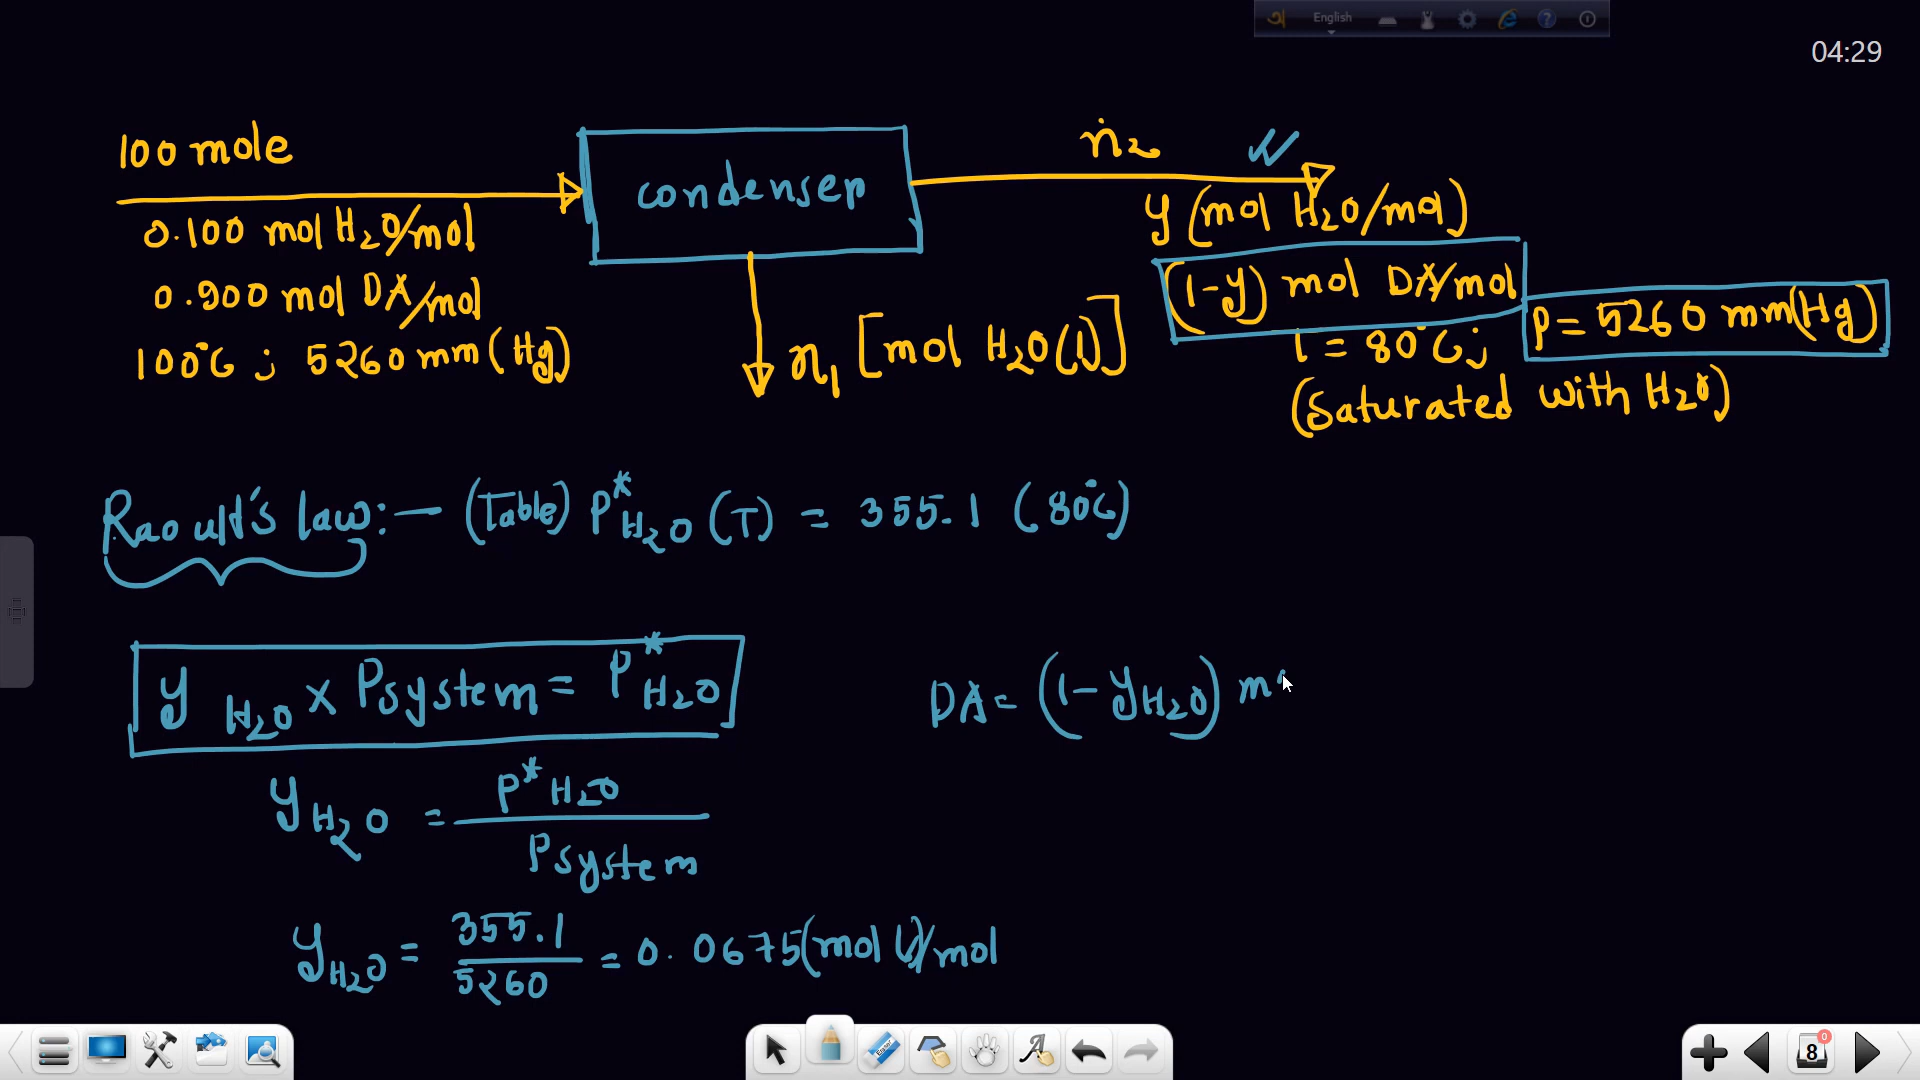 English
04:29
100 mole
0.100 mol H2O/mol
0.900 mol DA/mol
100°C ; 5260 mm (Hg)
condenser
ṅ2
y (mol H2O/mol)
(1-y) mol DA/mol
P = 5260 mm(Hg)
t = 80°C;
(Saturated with H2O)
n1 [mol H2O(l)]
Raoult's law:— (Table) P*H2O (T) = 355.1 (80°C)
y H2O x Psystem = P*H2O
yH2O = P*H2O / Psystem
yH2O = 355.1 / 5260 = 0.0675(mol l)/mol
DA = (1-yH2O) mo
Eraser
A
8
0